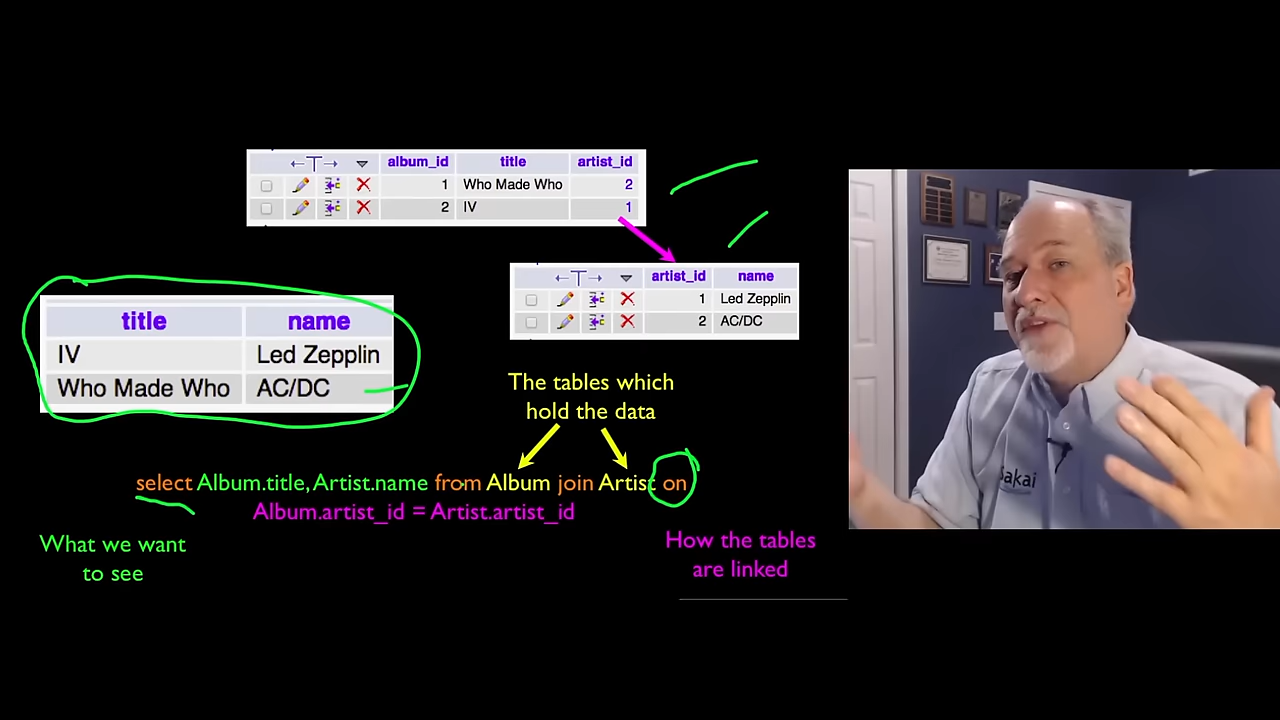 album_id title artist_id
1 Who Made Who 2
2 IV 1
artist_id name
1 Led Zepplin
2 AC/DC
title name
IV Led Zepplin
Who Made Who AC/DC
The tables which
hold the data
select Album.title, Artist.name from Album join Artist on
Album.artist_id = Artist.artist_id
What we want
to see
How the tables
are linked
Sakai